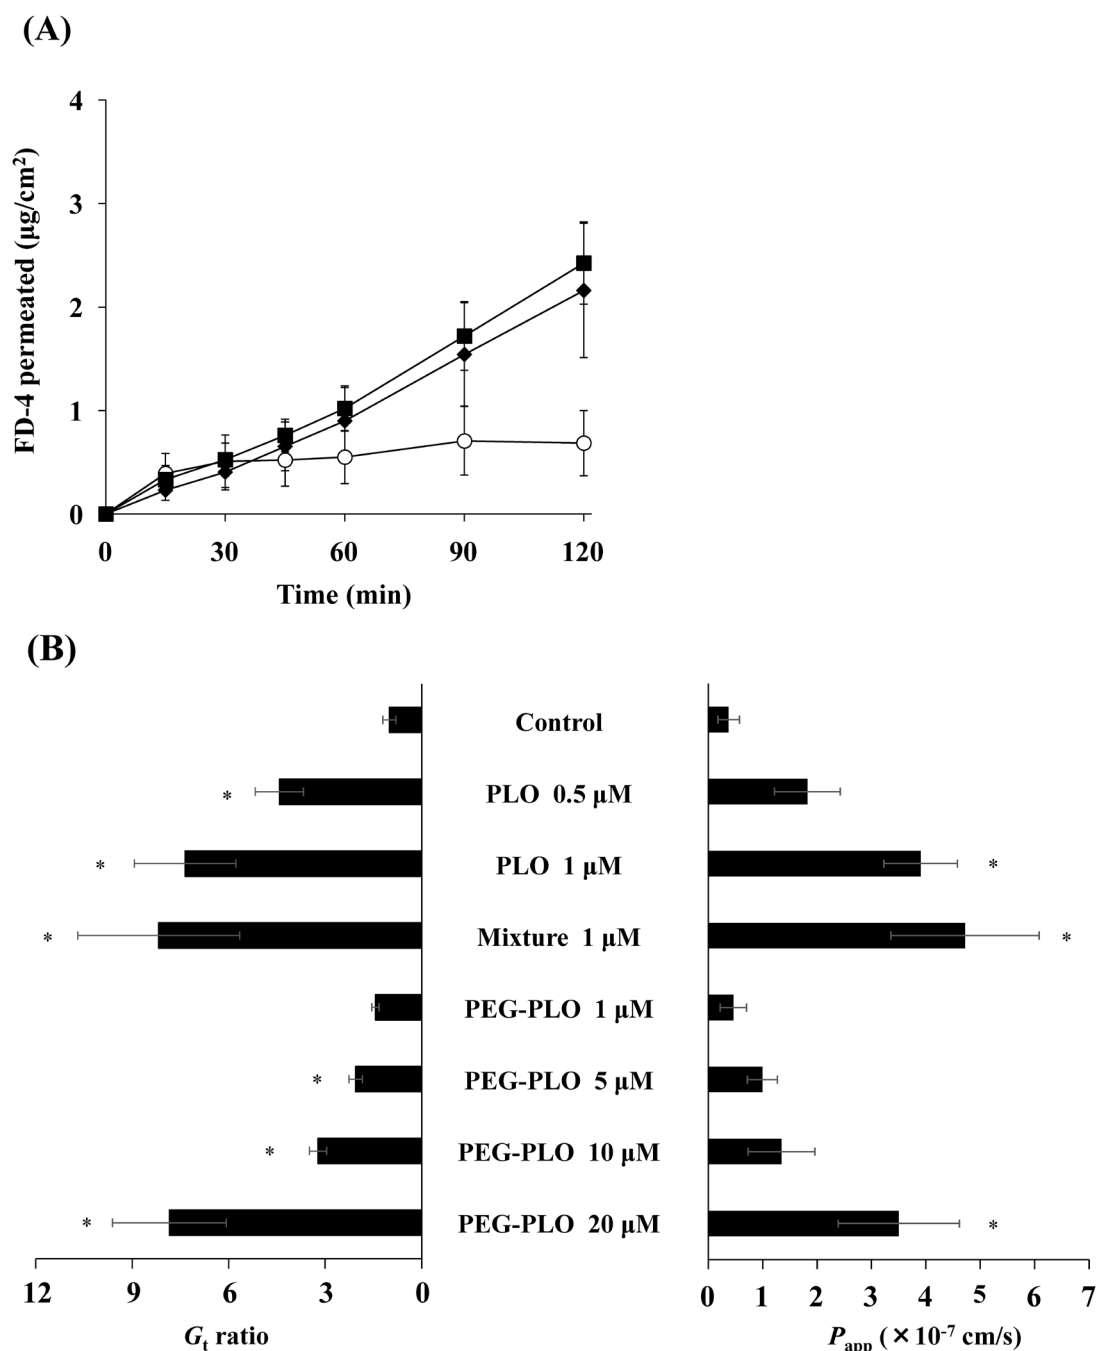 (A)
4
3
2
1
0
FD-4 permeated (μg/cm²)
0 30 60 90 120
Time (min)
(B)
Control
* PLO 0.5 μM
* PLO 1 μM *
* Mixture 1 μM *
PEG-PLO 1 μM
* PEG-PLO 5 μM
* PEG-PLO 10 μM
* PEG-PLO 20 μM *
12 9 6 3 0 0 1 2 3 4 5 6 7
Gt ratio Papp (×10⁻⁷ cm/s)